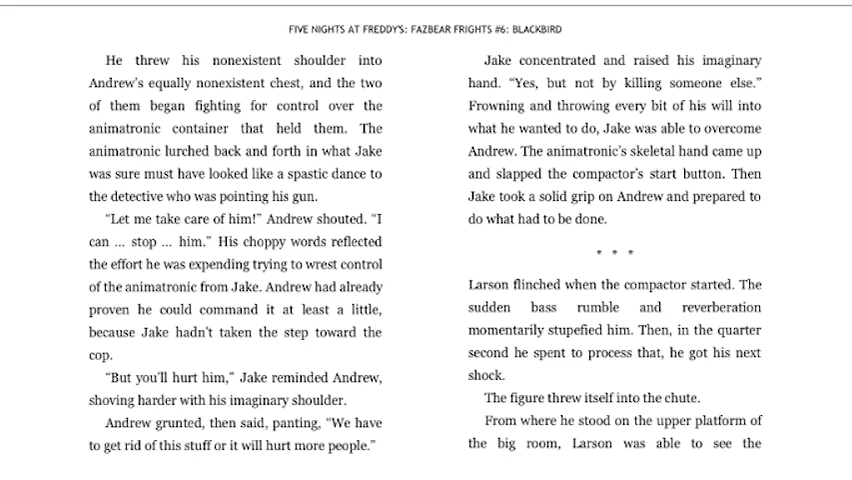 FIVE NIGHTS AT FREDDY'S: FAZBEAR FRIGHTS #6: BLACKBIRD
He threw his nonexistent shoulder into
Andrew's equally nonexistent chest, and the two
of them began fighting for control over the
animatronic container that held them. The
animatronic lurched back and forth in what Jake
was sure must have looked like a spastic dance to
the detective who was pointing his gun.
“Let me take care of him!” Andrew shouted. “I
can ... stop ... him.” His choppy words reflected
the effort he was expending trying to wrest control
of the animatronic from Jake. Andrew had already
proven he could command it at least a little,
because Jake hadn't taken the step toward the
cop.
“But you'll hurt him,” Jake reminded Andrew,
shoving harder with his imaginary shoulder.
Andrew grunted, then said, panting, “We have
to get rid of this stuff or it will hurt more people.”
Jake concentrated and raised his imaginary
hand. “Yes, but not by killing someone else.”
Frowning and throwing every bit of his will into
what he wanted to do, Jake was able to overcome
Andrew. The animatronic's skeletal hand came up
and slapped the compactor's start button. Then
Jake took a solid grip on Andrew and prepared to
do what had to be done.
* * *
Larson flinched when the compactor started. The
sudden bass rumble and reverberation
momentarily stupefied him. Then, in the quarter
second he spent to process that, he got his next
shock.
The figure threw itself into the chute.
From where he stood on the upper platform of
the big room, Larson was able to see the